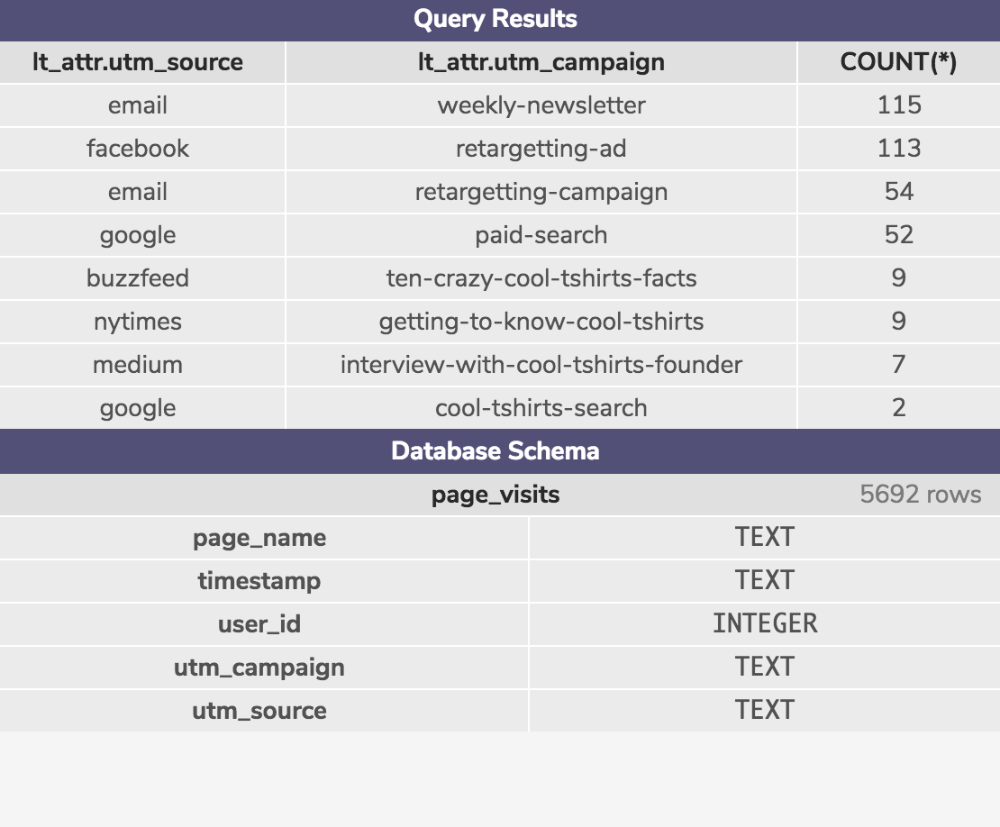 Query Results
lt_attr.utm_source lt_attr.utm_campaign COUNT(*)
email weekly-newsletter 115
facebook retargetting-ad 113
email retargetting-campaign 54
google paid-search 52
buzzfeed ten-crazy-cool-tshirts-facts 9
nytimes getting-to-know-cool-tshirts 9
medium interview-with-cool-tshirts-founder 7
google cool-tshirts-search 2
Database Schema
page_visits 5692 rows
page_name TEXT
timestamp TEXT
user_id INTEGER
utm_campaign TEXT
utm_source TEXT